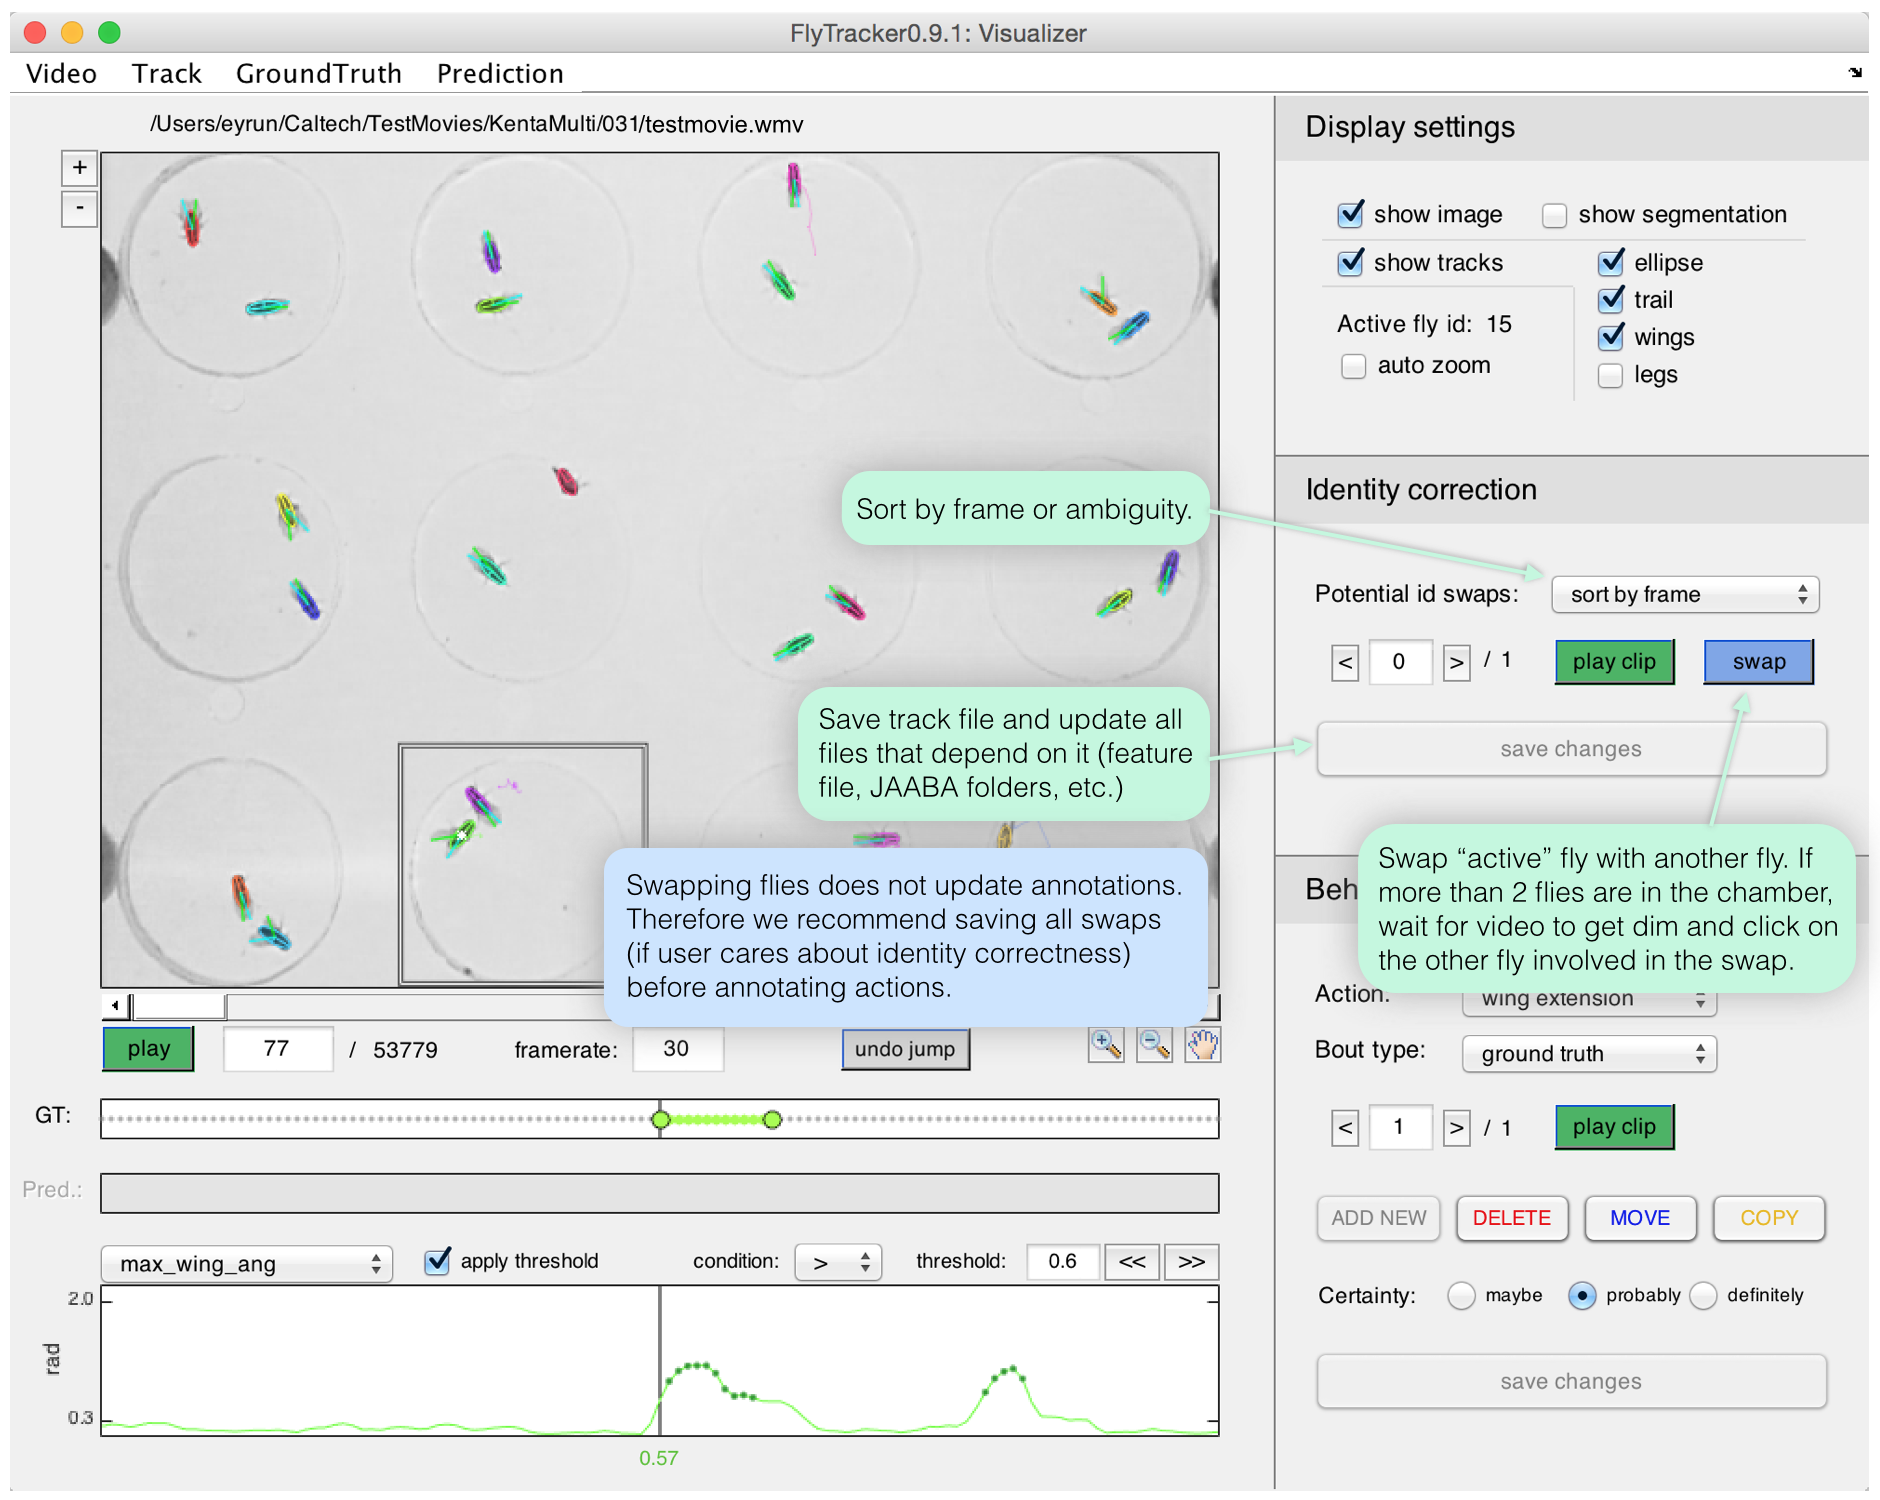 FlyTracker0.9.1: Visualizer
Video Track GroundTruth Prediction
/Users/eyrun/Caltech/TestMovies/KentaMulti/031/testmovie.wmv
+
-
Display settings
show image show segmentation
show tracks ellipse
trail
Active fly id: 15 wings
auto zoom legs
Identity correction
Sort by frame or ambiguity.
Potential id swaps: sort by frame
< 0 > / 1 play clip swap
Save track file and update all
files that depend on it (feature
file, JAABA folders, etc.)
save changes
Swap “active” fly with another fly. If
more than 2 flies are in the chamber,
wait for video to get dim and click on
the other fly involved in the swap.
Swapping flies does not update annotations.
Therefore we recommend saving all swaps
(if user cares about identity correctness)
before annotating actions.
Beh
Action: wing extension
Bout type: ground truth
< 1 > / 1 play clip
ADD NEW DELETE MOVE COPY
Certainty: maybe probably definitely
save changes
play 77 / 53779 framerate: 30 undo jump
GT:
Pred.:
max_wing_ang apply threshold condition: > threshold: 0.6 << >>
2.0
rad
0.3
0.57